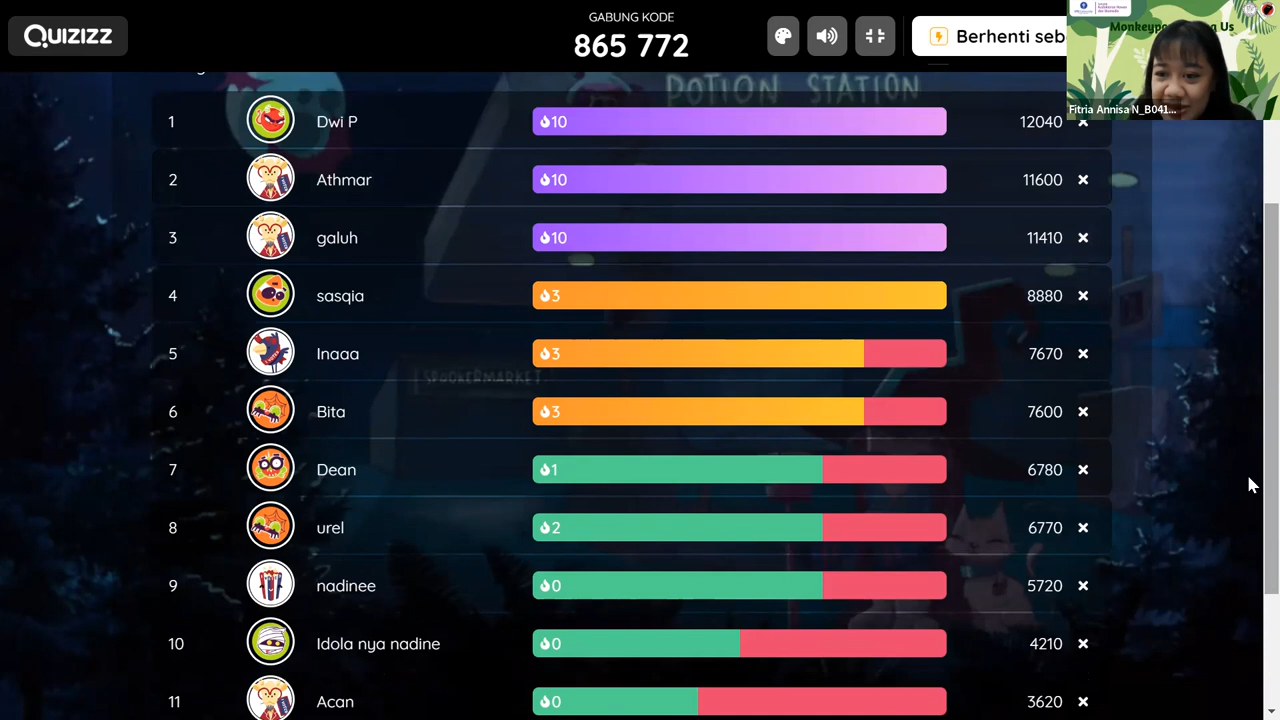 Quizizz
GABUNG KODE
865 772
Berhenti seb
Us
Fitria Annisa N_B041...
POTION STATION
1 Dwi P 10 12040
2 Athmar 10 11600
3 galuh 10 11410
4 sasqia 3 8880
5 Inaaa 3 7670
6 Bita 3 7600
7 Dean 1 6780
8 urel 2 6770
9 nadinee 0 5720
10 Idola nya nadine 0 4210
11 Acan 0 3620